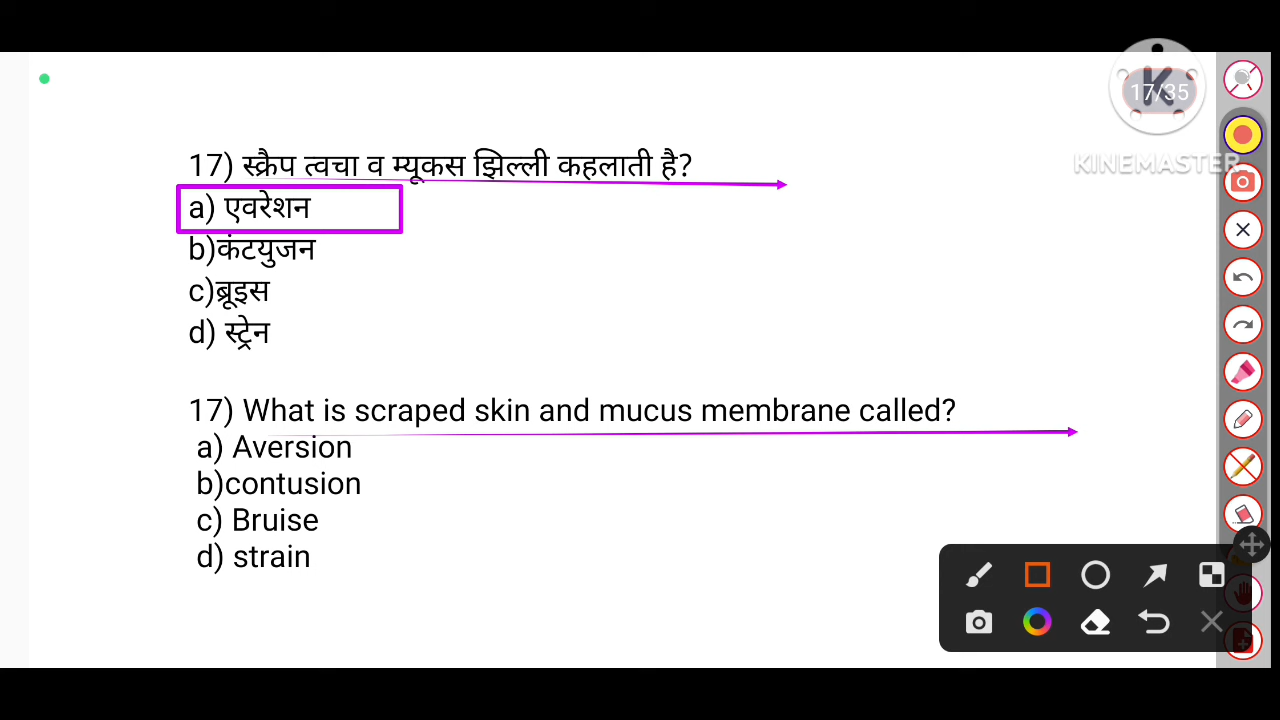 17/35
KINEMASTER
17) स्क्रैप त्वचा व म्यूकस झिल्ली कहलाती है?
a) एवरेशन
b)कंटयुजन
c)ब्रूइस
d) स्ट्रेन
17) What is scraped skin and mucus membrane called?
a) Aversion
b)contusion
c) Bruise
d) strain